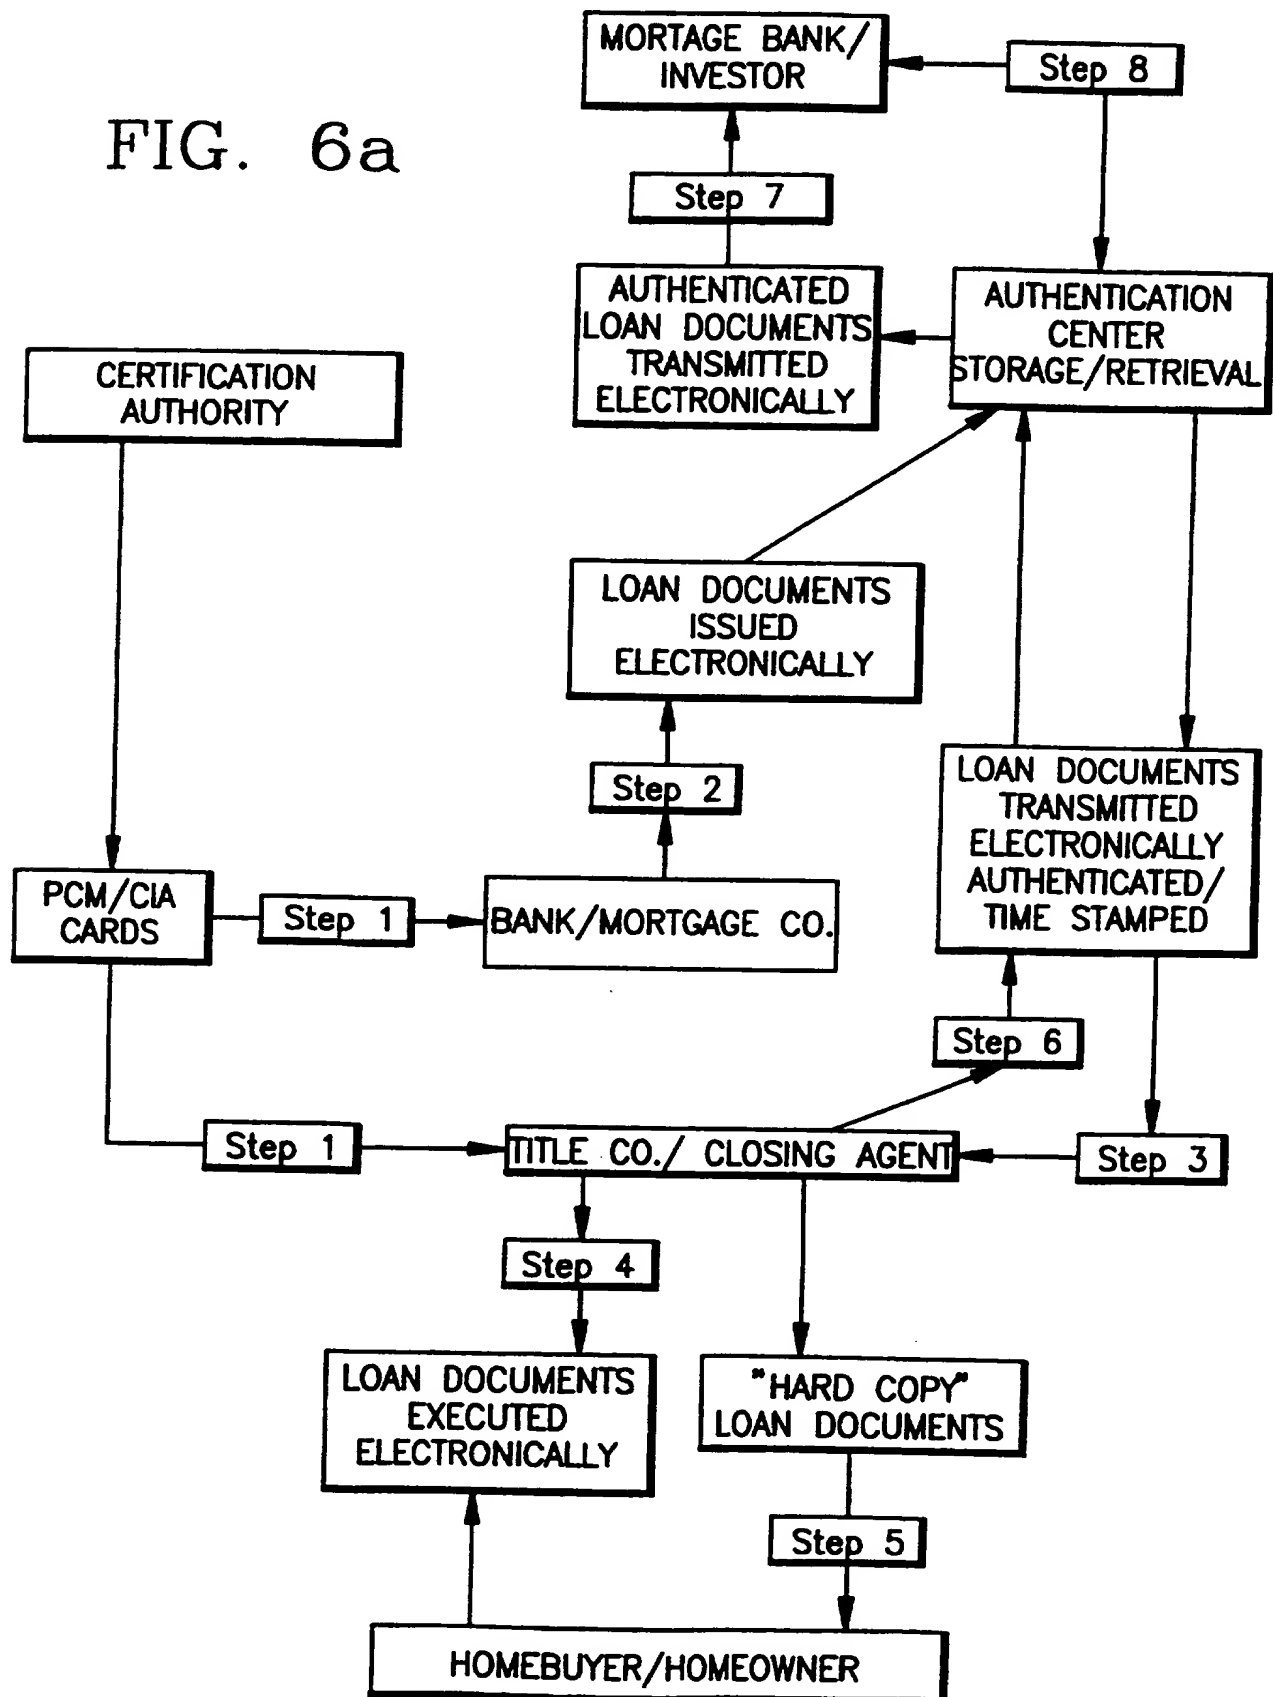 MORTAGE BANK/
INVESTOR
Step 8
FIG. 6a
Step 7
AUTHENTICATED
LOAN DOCUMENTS
TRANSMITTED
ELECTRONICALLY
AUTHENTICATION
CENTER
STORAGE/RETRIEVAL
CERTIFICATION
AUTHORITY
LOAN DOCUMENTS
ISSUED
ELECTRONICALLY
Step 2
LOAN DOCUMENTS
TRANSMITTED
ELECTRONICALLY
AUTHENTICATED/
TIME STAMPED
PCM/CIA
CARDS
Step 1
BANK/MORTGAGE CO.
Step 6
Step 1
TITLE CO./ CLOSING AGENT
Step 3
Step 4
LOAN DOCUMENTS
EXECUTED
ELECTRONICALLY
"HARD COPY"
LOAN DOCUMENTS
Step 5
HOMEBUYER/HOMEOWNER